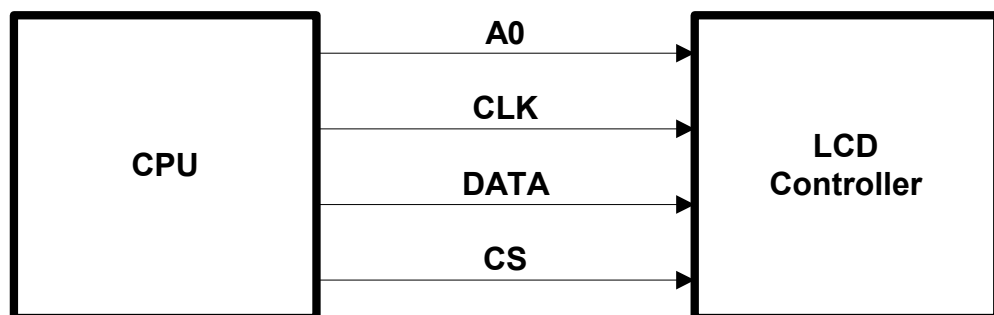 A0
CLK
CPU
LCD
Controller
DATA
CS